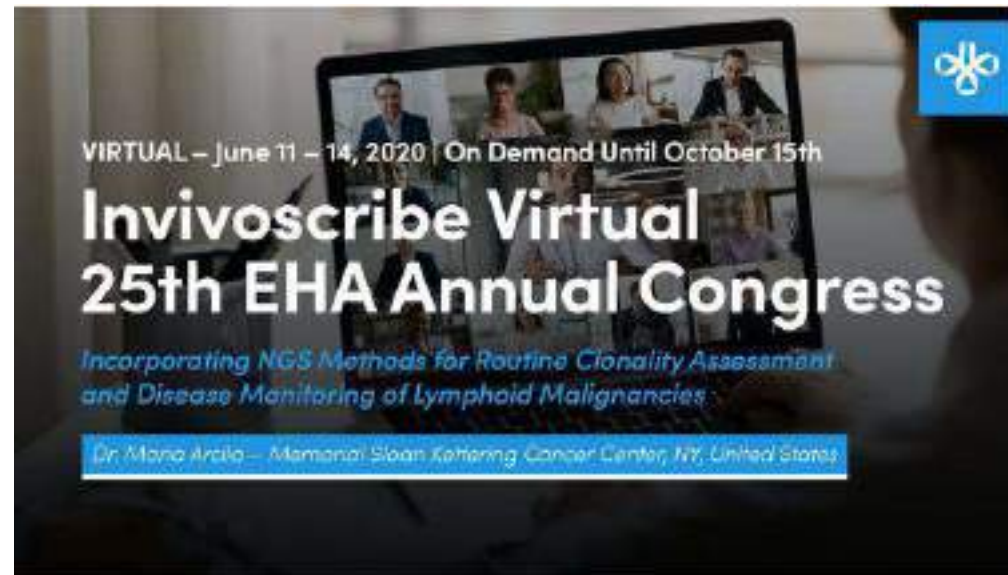 VIRTUAL – June 11 – 14, 2020 | On Demand Until October 15th
Invivoscribe Virtual
25th EHA Annual Congress
Incorporating NGS Methods for Routine Clonality Assessment
and Disease Monitoring of Lymphoid Malignancies
Dr. Maria Arcila – Memorial Sloan Kettering Cancer Center, NY, United States